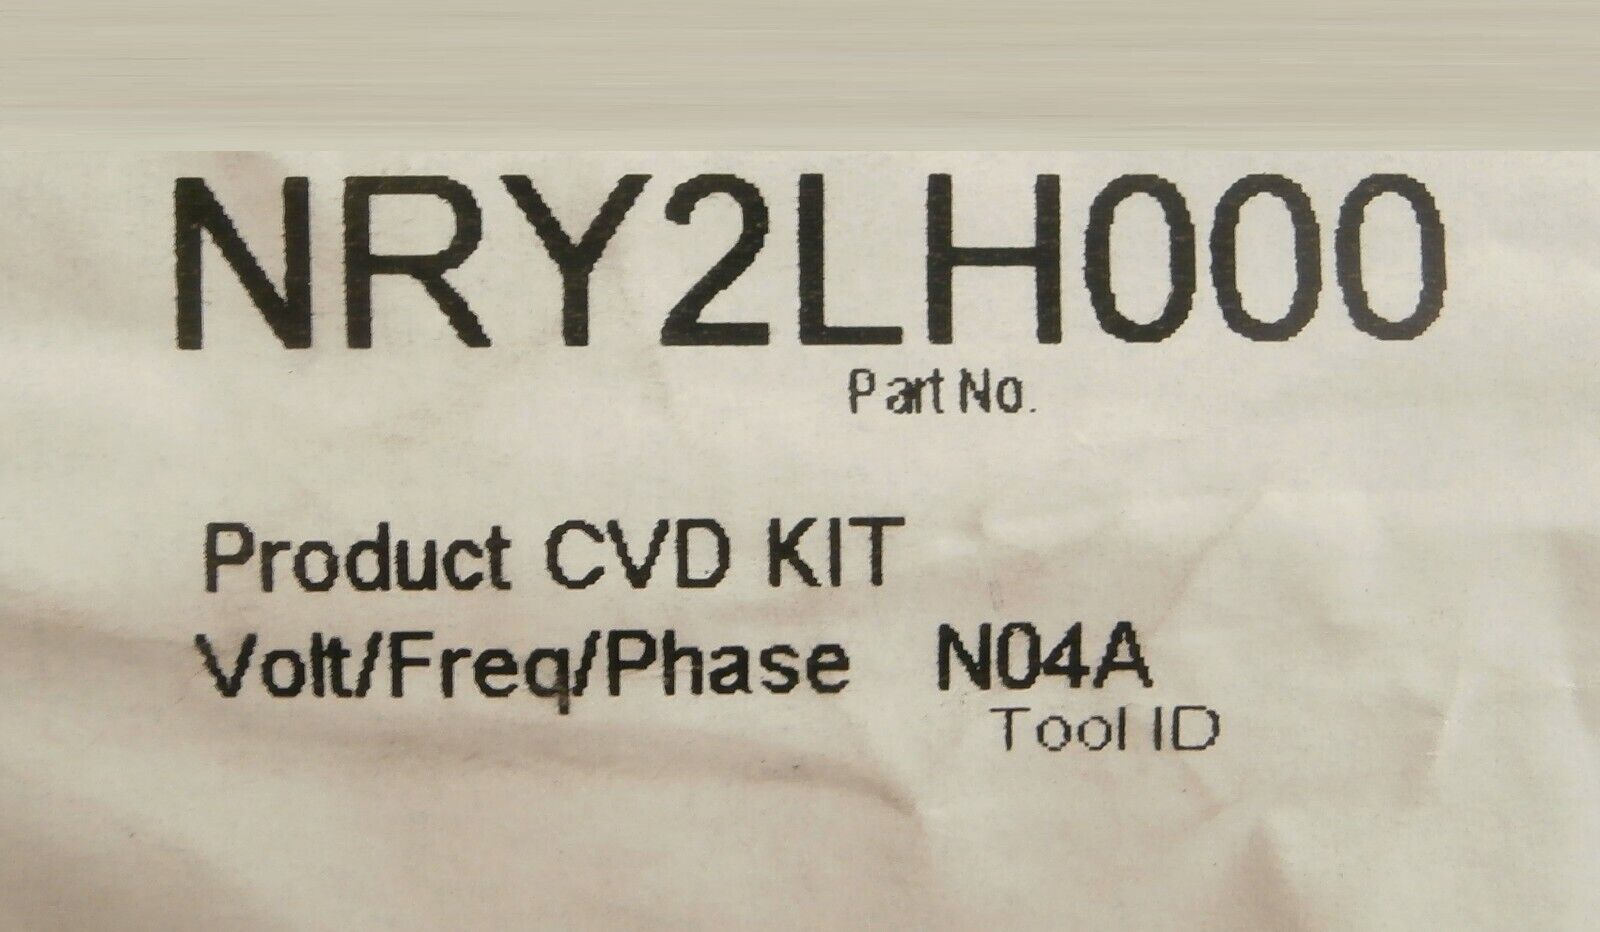 NRY2LH000
Part No.
Product CVD KIT
Volt/Freq/Phase N04A
Tool ID